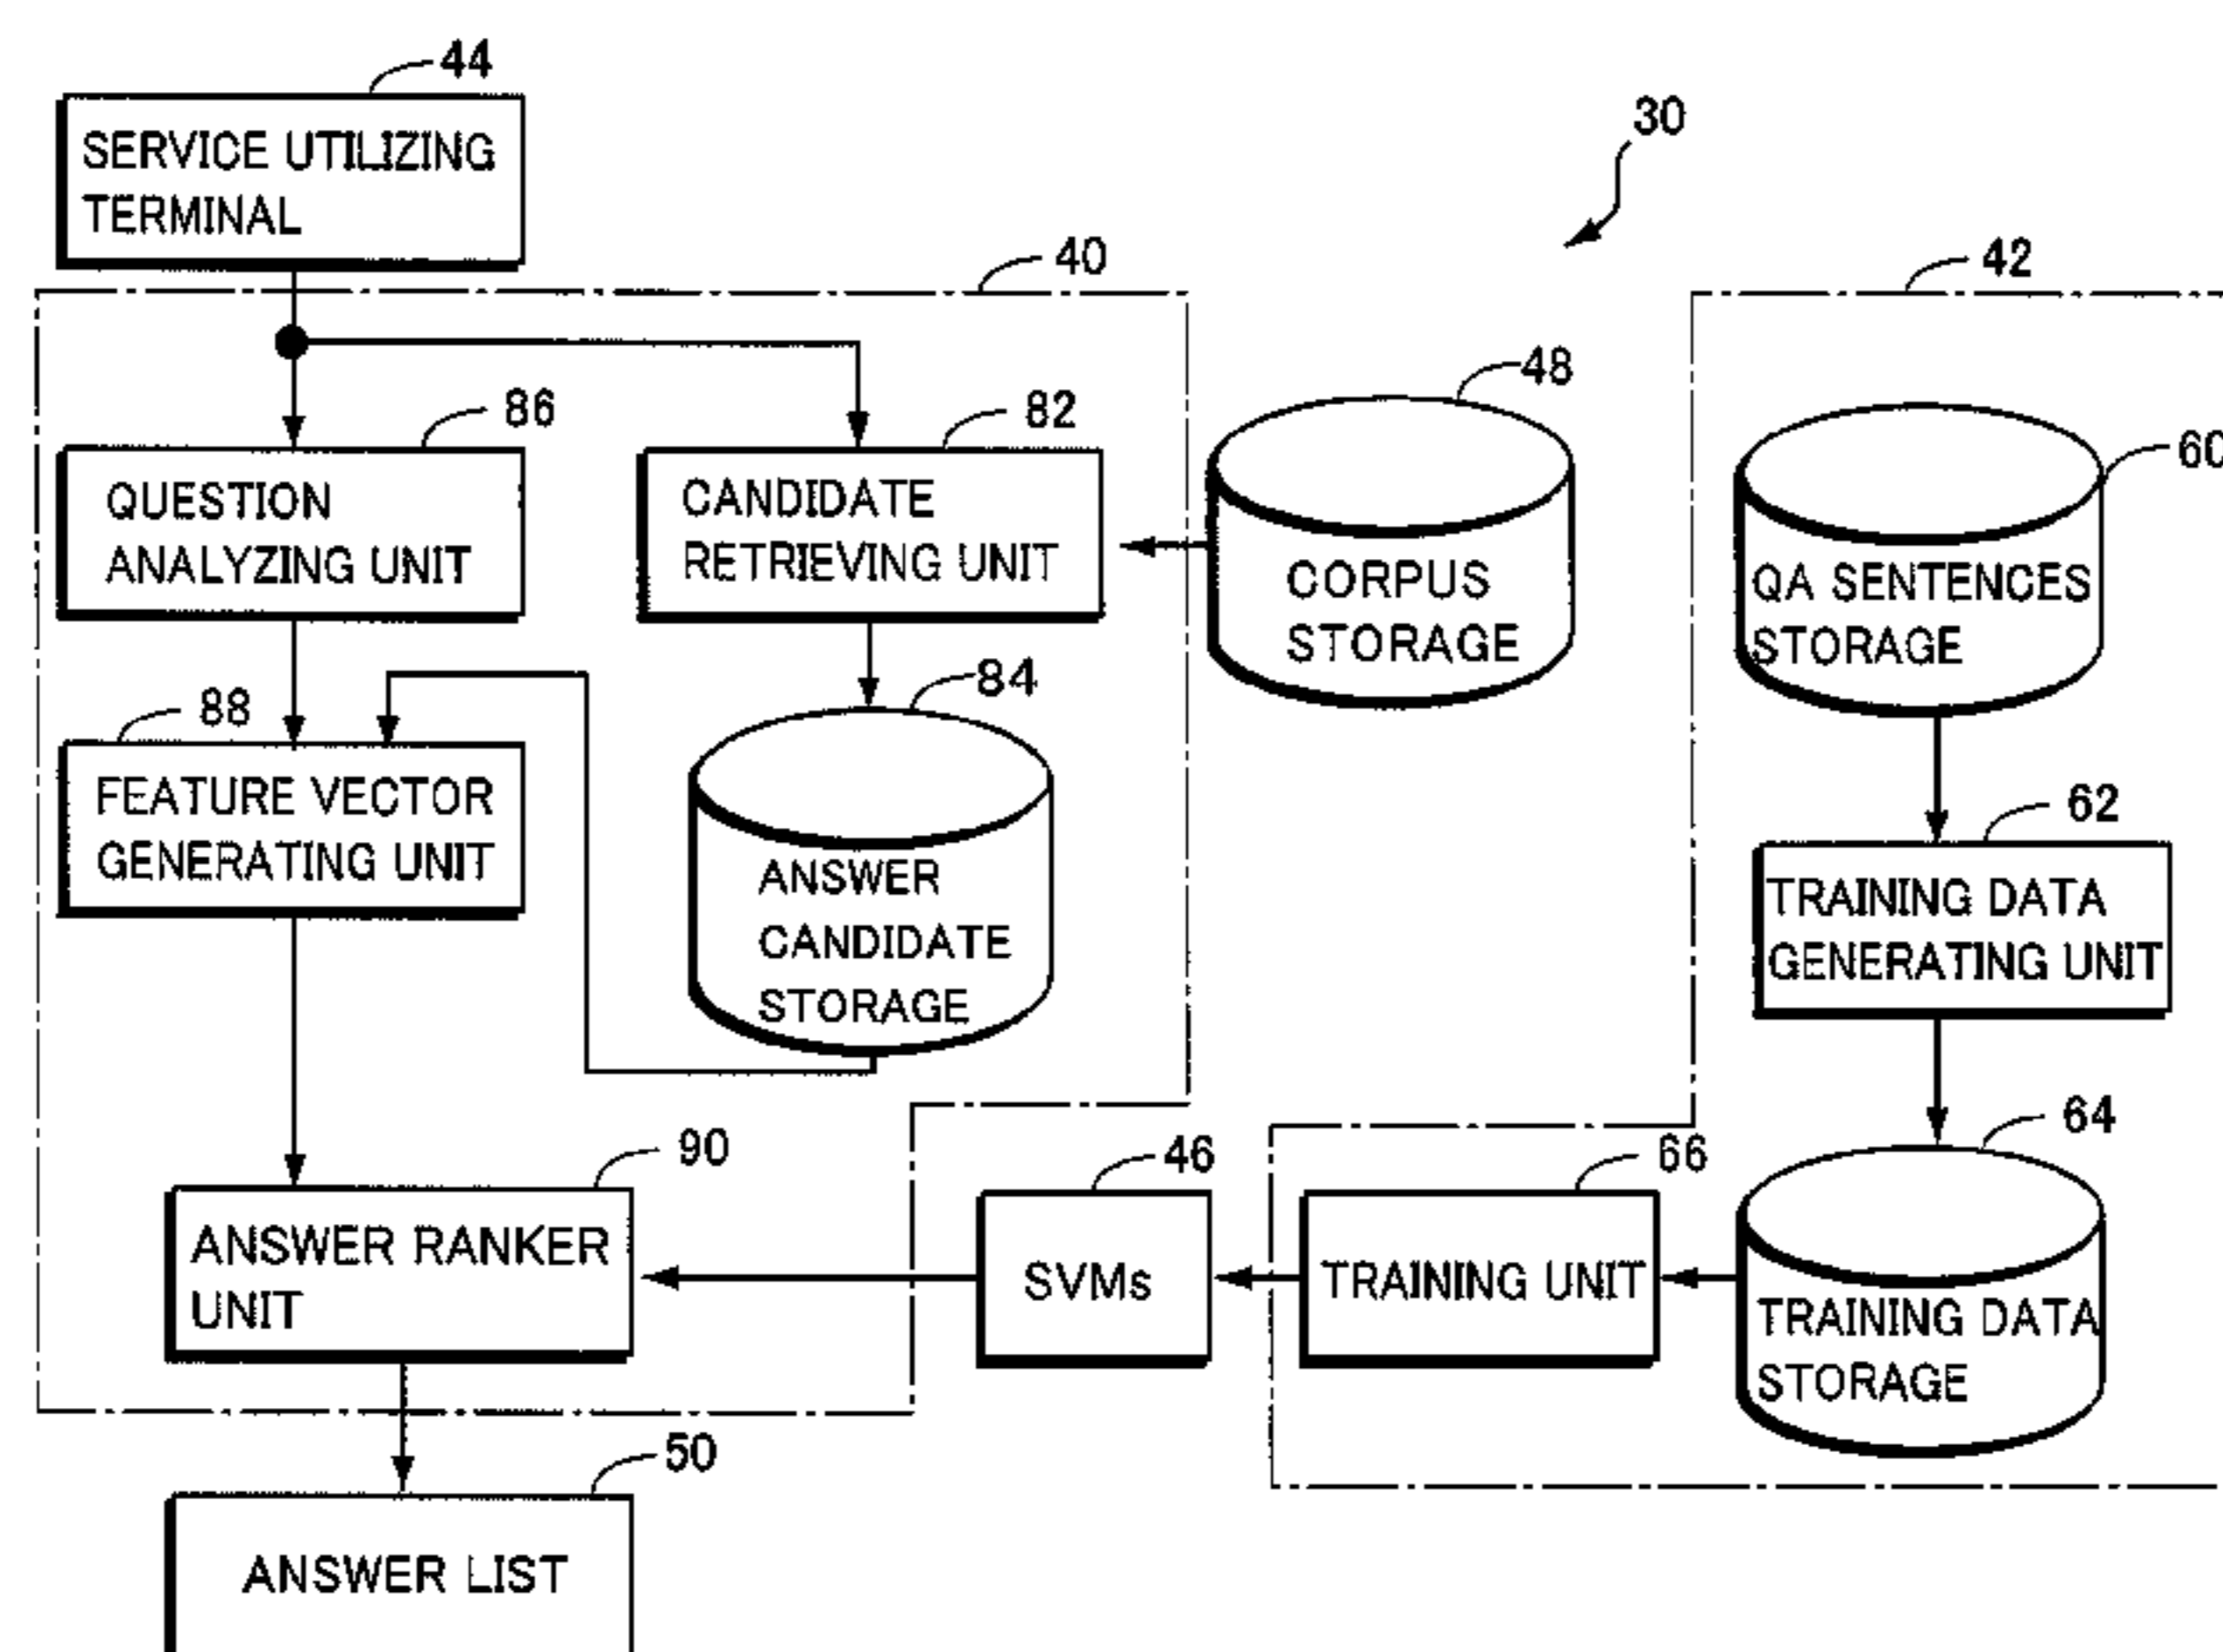 44
SERVICE UTILIZING
TERMINAL
30
40
42
86
82
48
60
QUESTION
ANALYZING UNIT
CANDIDATE
RETRIEVING UNIT
CORPUS
STORAGE
QA SENTENCES
STORAGE
88
84
FEATURE VECTOR
GENERATING UNIT
ANSWER
CANDIDATE
STORAGE
62
TRAINING DATA
GENERATING UNIT
90
46
66
64
ANSWER RANKER
UNIT
SVMs
TRAINING UNIT
TRAINING DATA
STORAGE
50
ANSWER LIST